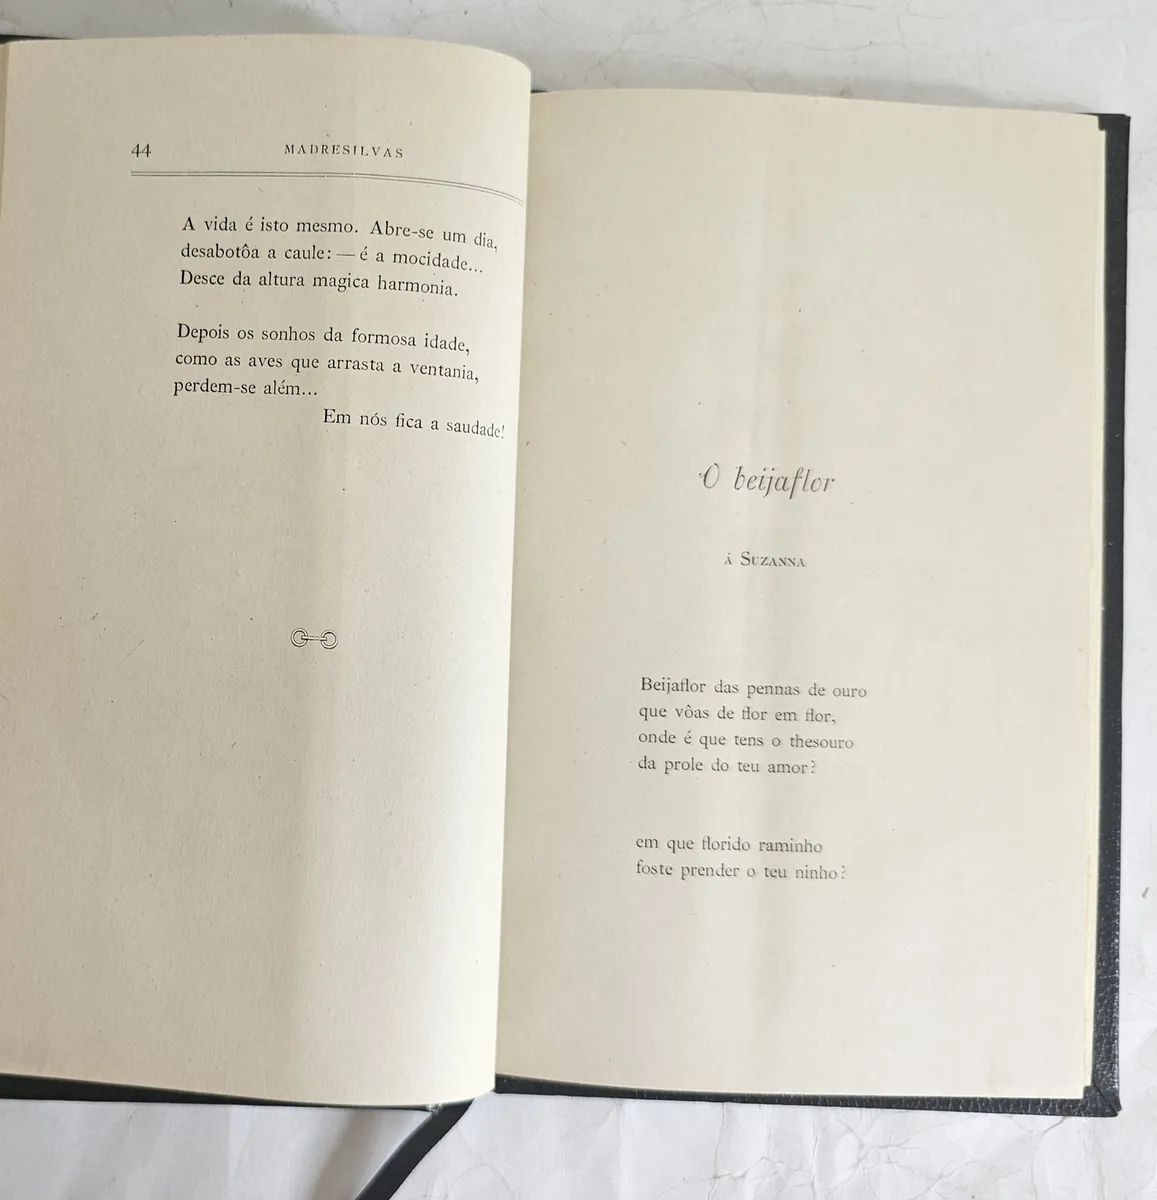 44
MADRESILVAS
A vida é isto mesmo. Abre-se um dia,
desabotôa a caule: — é a mocidade...
Desce da altura magica harmonia.
Depois os sonhos da formosa idade,
como as aves que arrasta a ventania,
perdem-se além...
Em nós fica a saudade!
O beijaflor
Á SUZANNA
Beijaflor das pennas de ouro
que vôas de flor em flor,
onde é que tens o thesouro
da prole do teu amor?
em que florido raminho
foste prender o teu ninho?